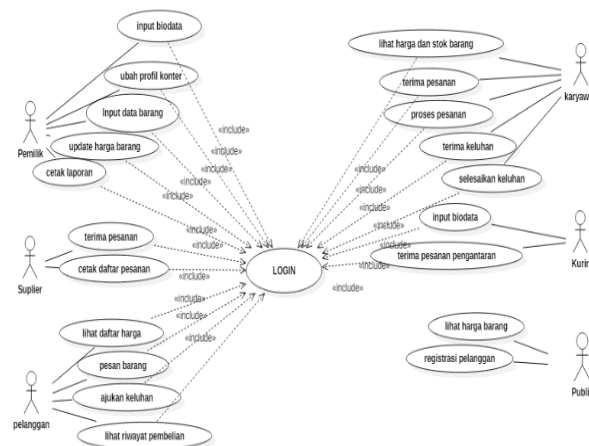 input biodata
ubah profil konter
Input data barang
update harga barang
cetak laporan
Pemilik
terima pesanan
cetak daftar pesanan
Suplier
lihat daftar harga
pesan barang
ajukan keluhan
lihat riwayat pembelian
pelanggan
«include»
«include»
«include»
«include»
«include»
«include»
«include»
«include»
«include»
«include»
LOGIN
«include»
«include»
«include»
«include»
«include»
«include»
«include»
lihat harga dan stok barang
terima pesanan
proses pesanan
terima keluhan
selesaikan keluhan
karyaw
input biodata
terima pesanan pengantaran
Kurir
lihat harga barang
registrasi pelanggan
Publi